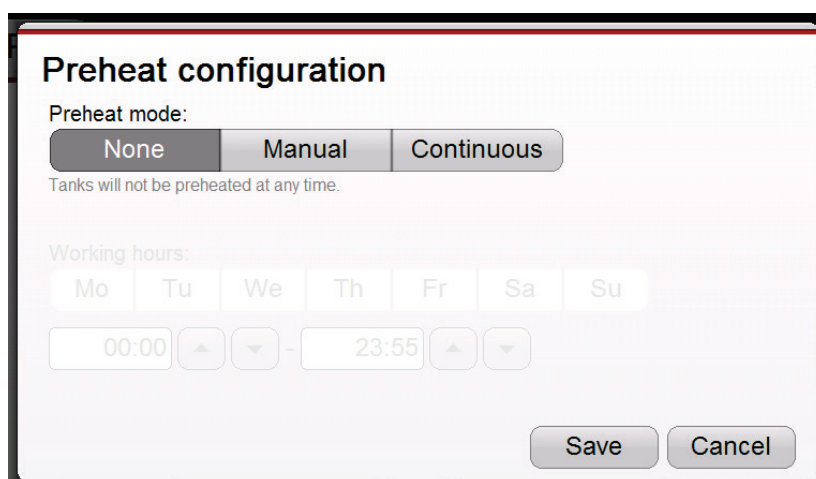 Preheat configuration
Preheat mode:
None Manual Continuous
Tanks will not be preheated at any time.
Working hours:
Mo Tu We Th Fr Sa Su
00:00 - 23:55
Save Cancel